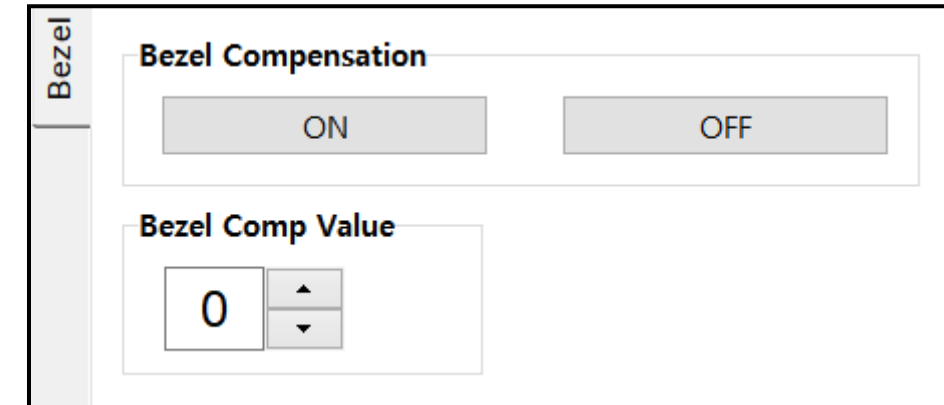 Bezel
Bezel Compensation
ON OFF
Bezel Comp Value
0